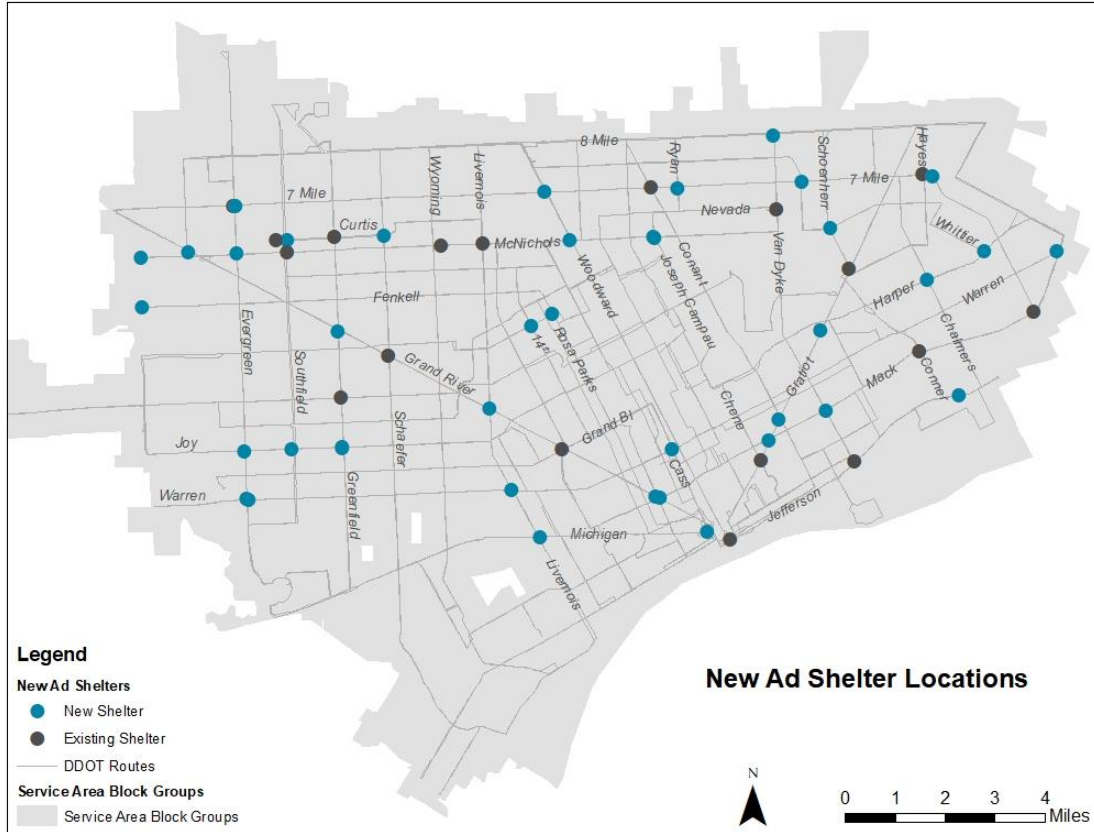 8 Mile
Hayes
Ryan
Schoenherr
Livernois
Wyoming
7 Mile
7 Mile
Nevada
Curtis
McNichols
Whittier
Conant
Woodward
Van Dyke
Joseph Campau
Harper
Warren
Fenkell
Evergreen
Rosa Parks
14th
Chalmers
Grand River
Gratiot
Mack
Conner
Southfield
Chene
Schaefer
Grand Bl
Joy
Cass
Warren
Greenfield
Jefferson
Michigan
Livernois
Legend
New Ad Shelters
New Shelter
Existing Shelter
DDOT Routes
Service Area Block Groups
Service Area Block Groups
New Ad Shelter Locations
N
0 1 2 3 4
Miles